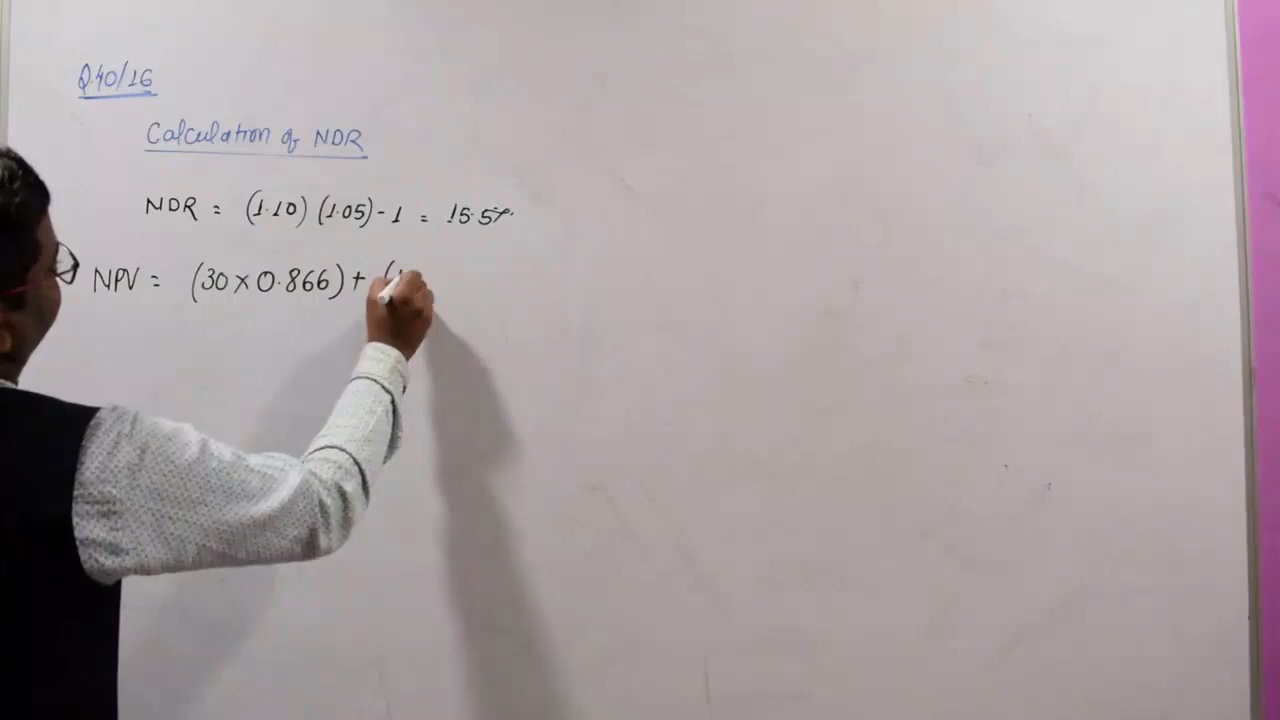 Q.40/16
Calculation of NDR
NDR = (1.10) (1.05) - 1 = 15.5%
NPV = (30 × 0.866) + (